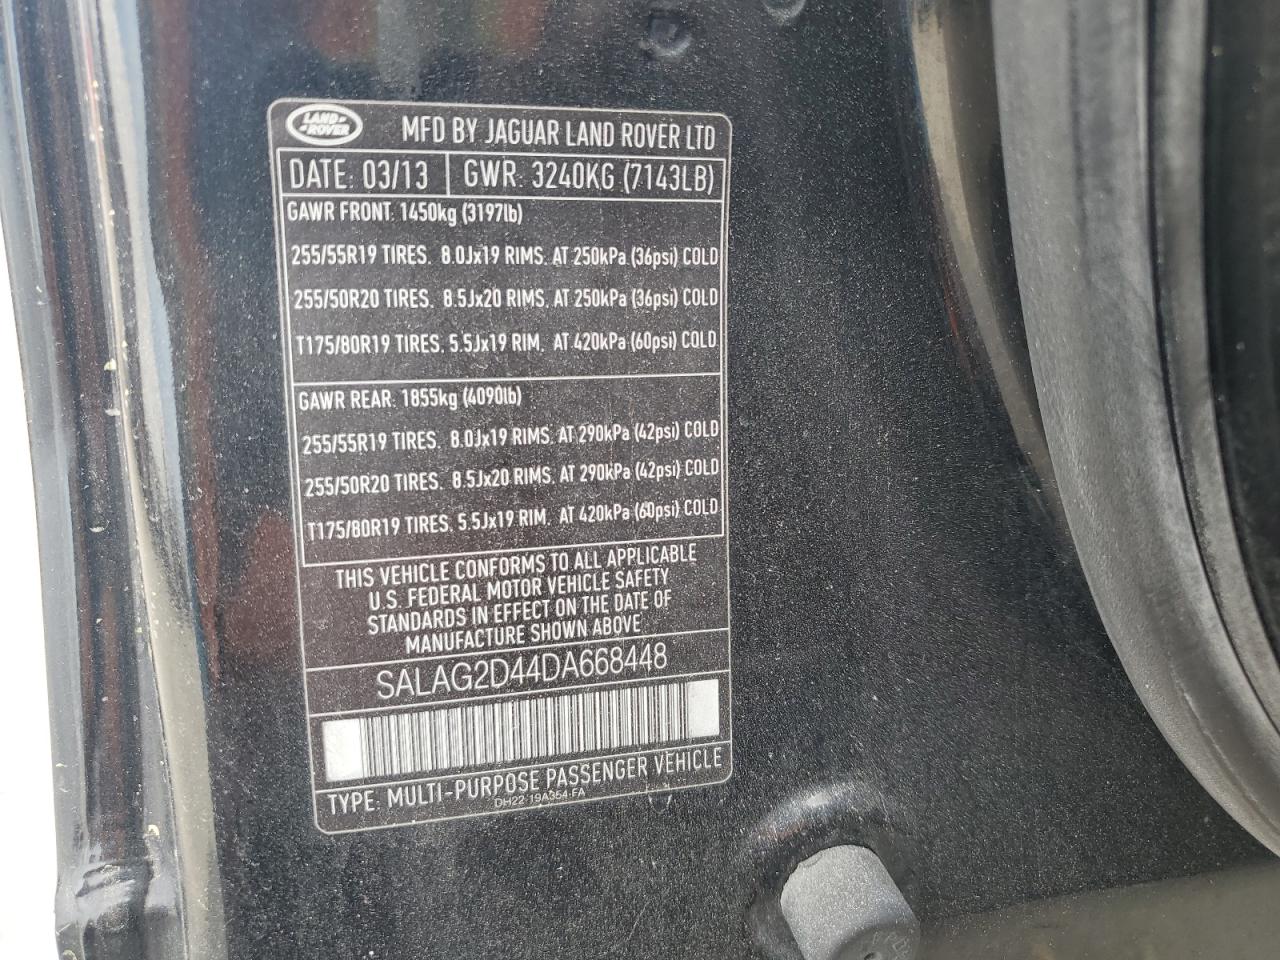 LAND-
-ROVER
MFD BY JAGUAR LAND ROVER LTD
DATE: 03/13 GWR: 3240KG (7143LB)
GAWR FRONT. 1450kg (3197lb)
255/55R19 TIRES. 8.0Jx19 RIMS. AT 250kPa (36psi) COLD
255/50R20 TIRES. 8.5Jx20 RIMS. AT 250kPa (36psi) COLD
T175/80R19 TIRES. 5.5Jx19 RIM. AT 420kPa (60psi) COLD
GAWR REAR. 1855kg (4090lb)
255/55R19 TIRES. 8.0Jx19 RIMS. AT 290kPa (42psi) COLD
255/50R20 TIRES. 8.5Jx20 RIMS. AT 290kPa (42psi) COLD
T175/80R19 TIRES. 5.5Jx19 RIM. AT 420kPa (60psi) COLD
THIS VEHICLE CONFORMS TO ALL APPLICABLE
U.S. FEDERAL MOTOR VEHICLE SAFETY
STANDARDS IN EFFECT ON THE DATE OF
MANUFACTURE SHOWN ABOVE
SALAG2D44DA668448
TYPE: MULTI-PURPOSE PASSENGER VEHICLE
DH22-19A354-FA